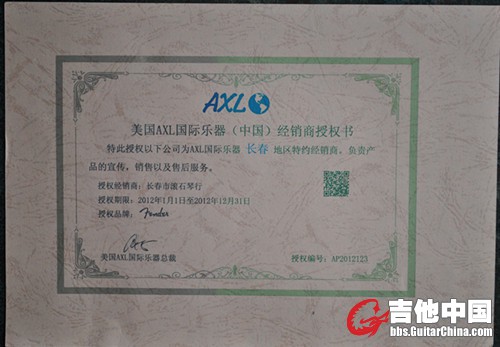 AXL
美国AXL国际乐器（中国）经销商授权书
特此授权以下公司为AXL国际乐器 长春 地区特约经销商，负责产
品的宣传，销售以及售后服务。
授权经销商：长春市滚石琴行
授权期限：2012年1月1日至2012年12月31日
授权品牌：Fender
美国AXL国际乐器总裁
授权编号：AP2012123
吉他中国
bbs.GuitarChina.com